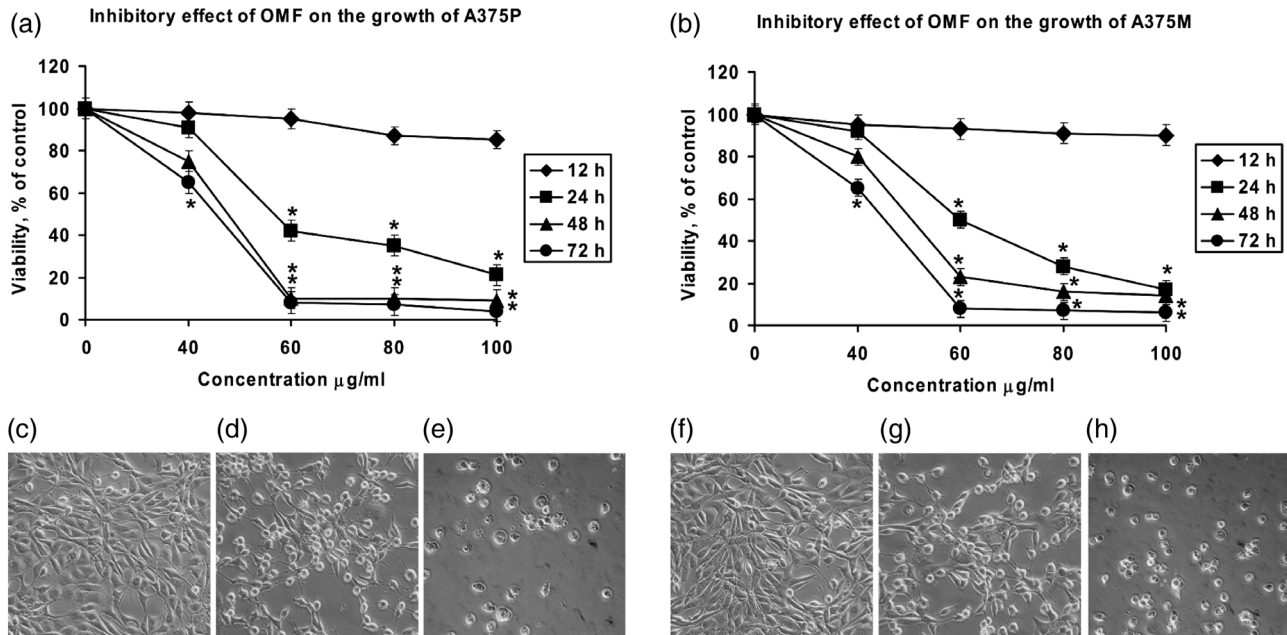 (a)
Inhibitory effect of OMF on the growth of A375P
Viability, % of control
120
100
80
60
40
20
0
* * *
*
* *
* *
*
*
0 40 60 80 100
Concentration μg/ml
12 h
24 h
48 h
72 h
(b)
Inhibitory effect of OMF on the growth of A375M
Viability, % of control
120
100
80
60
40
20
0
* * *
* *
* * *
*
*
0 40 60 80 100
Concentration μg/ml
12 h
24 h
48 h
72 h
(c) (d) (e) (f) (g) (h)